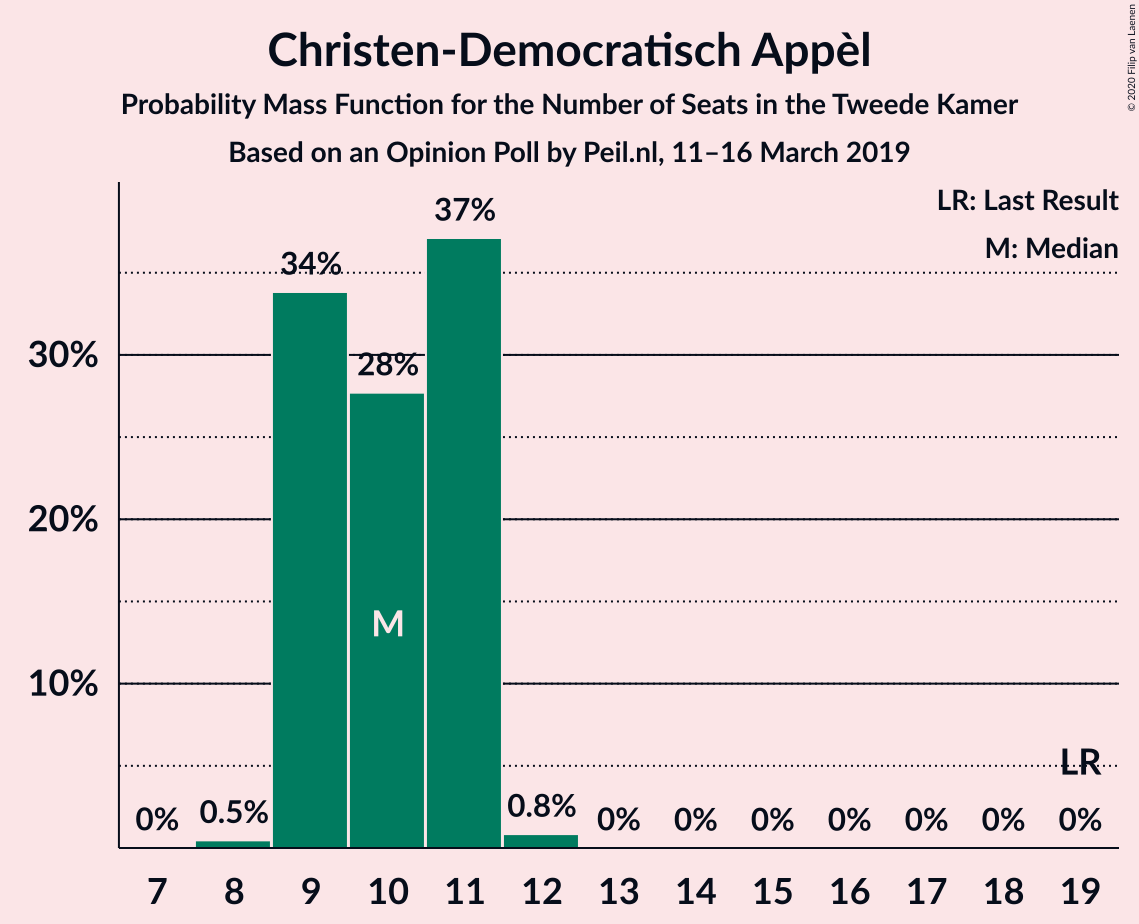 Christen-Democratisch Appèl
Probability Mass Function for the Number of Seats in the Tweede Kamer
Based on an Opinion Poll by Peil.nl, 11–16 March 2019
© 2020 Filip van Laenen
LR: Last Result
M: Median
37%
34%
28%
30%
20%
10%
M
LR
0% 0.5% 0.8% 0% 0% 0% 0% 0% 0% 0%
7 8 9 10 11 12 13 14 15 16 17 18 19